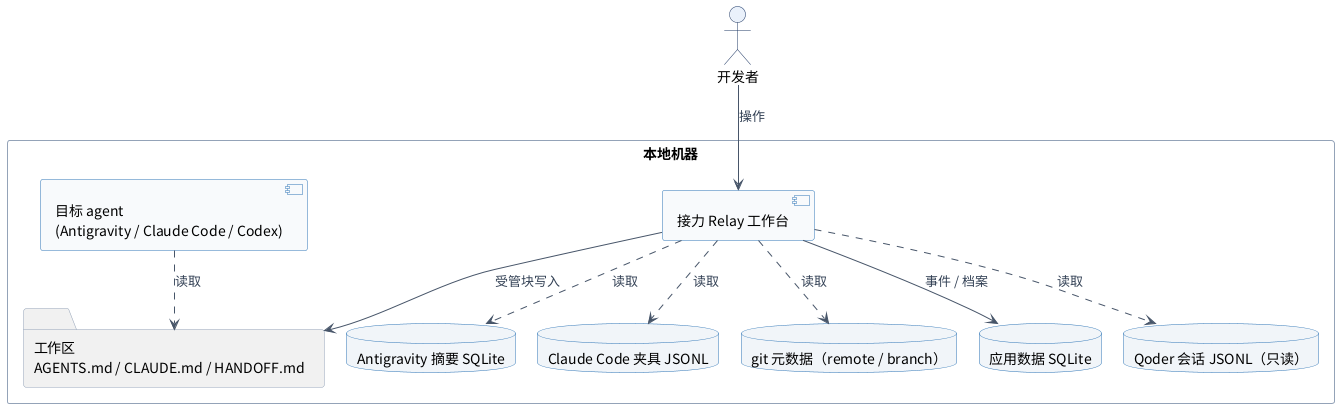 开发者
操作
本地机器
目标 agent
(Antigravity / Claude Code / Codex)
接力 Relay 工作台
读取
受管块写入
读取
读取
读取
事件 / 档案
读取
工作区
AGENTS.md / CLAUDE.md / HANDOFF.md
Antigravity 摘要 SQLite
Claude Code 夹具 JSONL
git 元数据（remote / branch）
应用数据 SQLite
Qoder 会话 JSONL（只读）